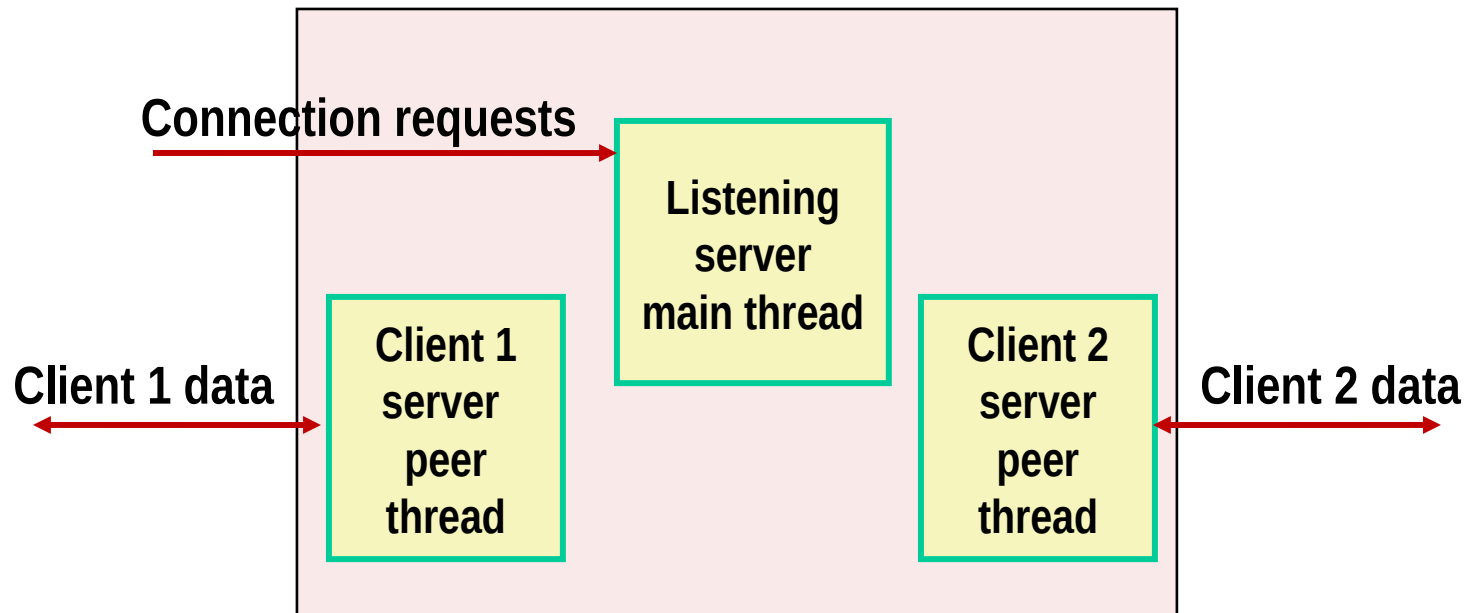 Connection requests
Listening
server
main thread
Client 1 data
Client 1
server
peer
thread
Client 2
server
peer
thread
Client 2 data